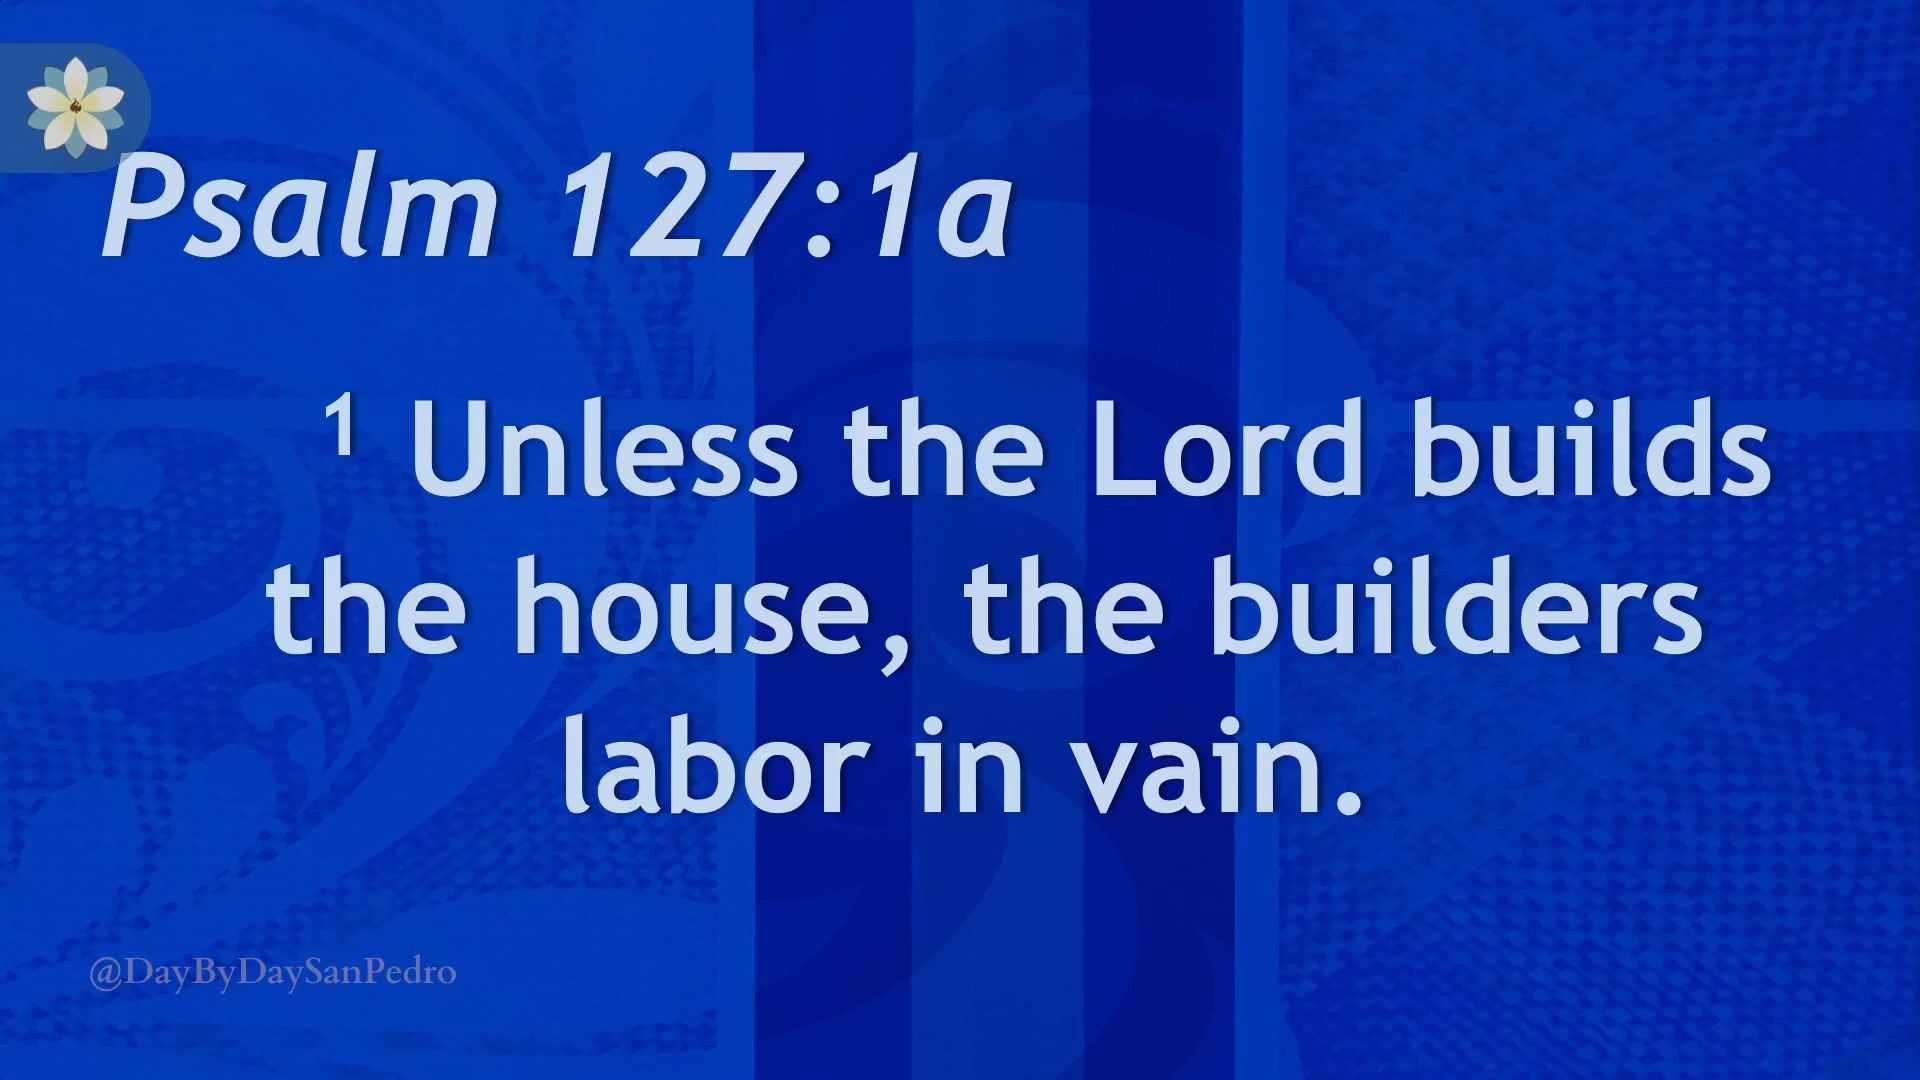 Psalm 127:1a
1 Unless the Lord builds
the house, the builders
labor in vain.
@DayByDaySanPedro